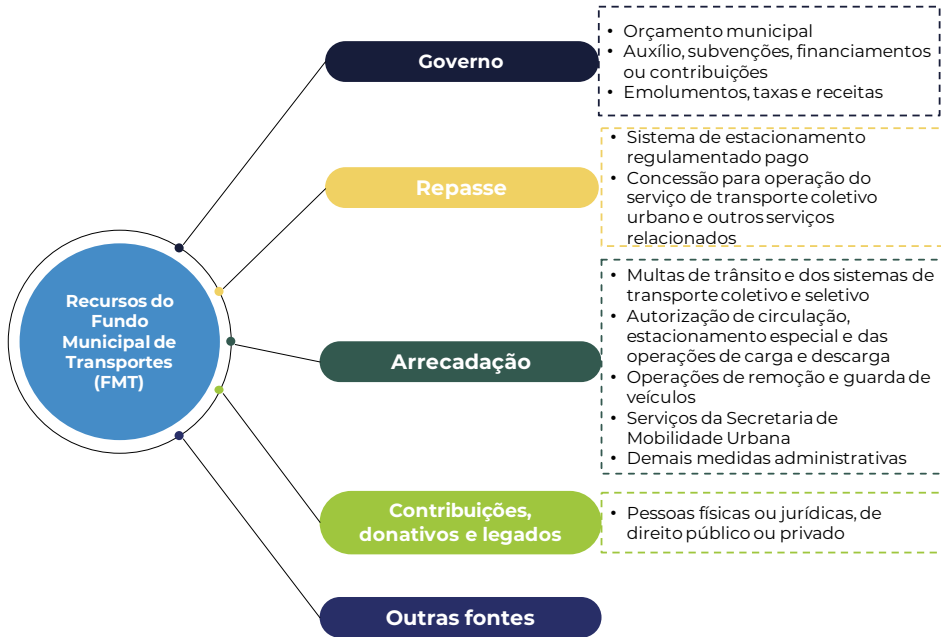 Recursos do
Fundo
Municipal de
Transportes
(FMT)
Governo
• Orçamento municipal
• Auxílio, subvenções, financiamentos
ou contribuições
• Emolumentos, taxas e receitas
Repasse
• Sistema de estacionamento
regulamentado pago
• Concessão para operação do
serviço de transporte coletivo
urbano e outros serviços
relacionados
Arrecadação
• Multas de trânsito e dos sistemas de
transporte coletivo e seletivo
• Autorização de circulação,
estacionamento especial e das
operações de carga e descarga
• Operações de remoção e guarda de
veículos
• Serviços da Secretaria de
Mobilidade Urbana
• Demais medidas administrativas
Contribuições,
donativos e legados
• Pessoas físicas ou jurídicas, de
direito público ou privado
Outras fontes